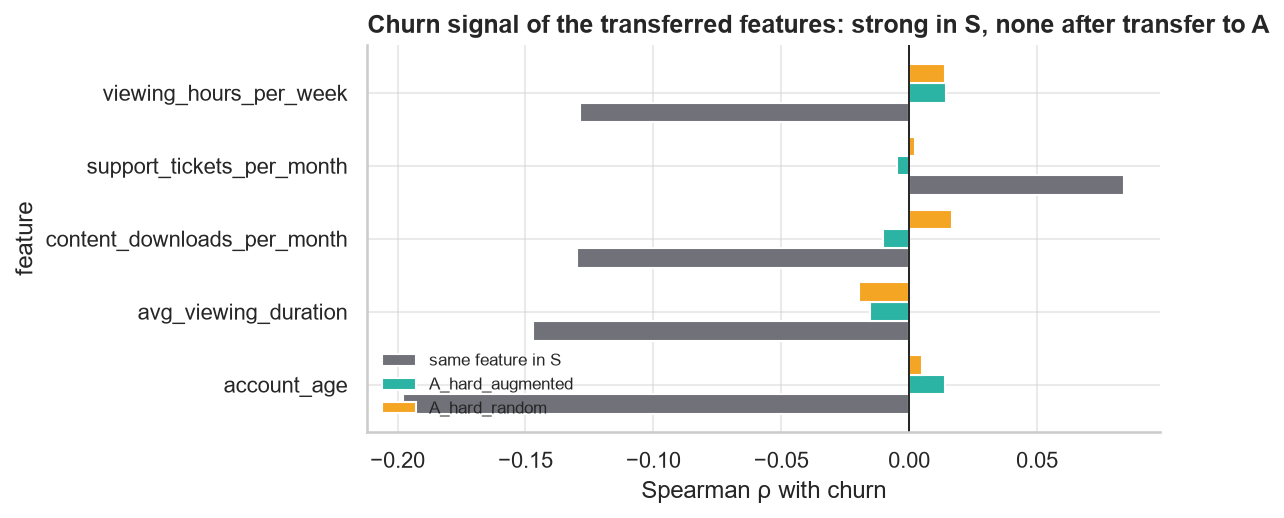 Churn signal of the transferred features: strong in S, none after transfer to A
feature
viewing_hours_per_week
support_tickets_per_month
content_downloads_per_month
avg_viewing_duration
account_age
same feature in S
A_hard_augmented
A_hard_random
−0.20 −0.15 −0.10 −0.05 0.00 0.05
Spearman ρ with churn